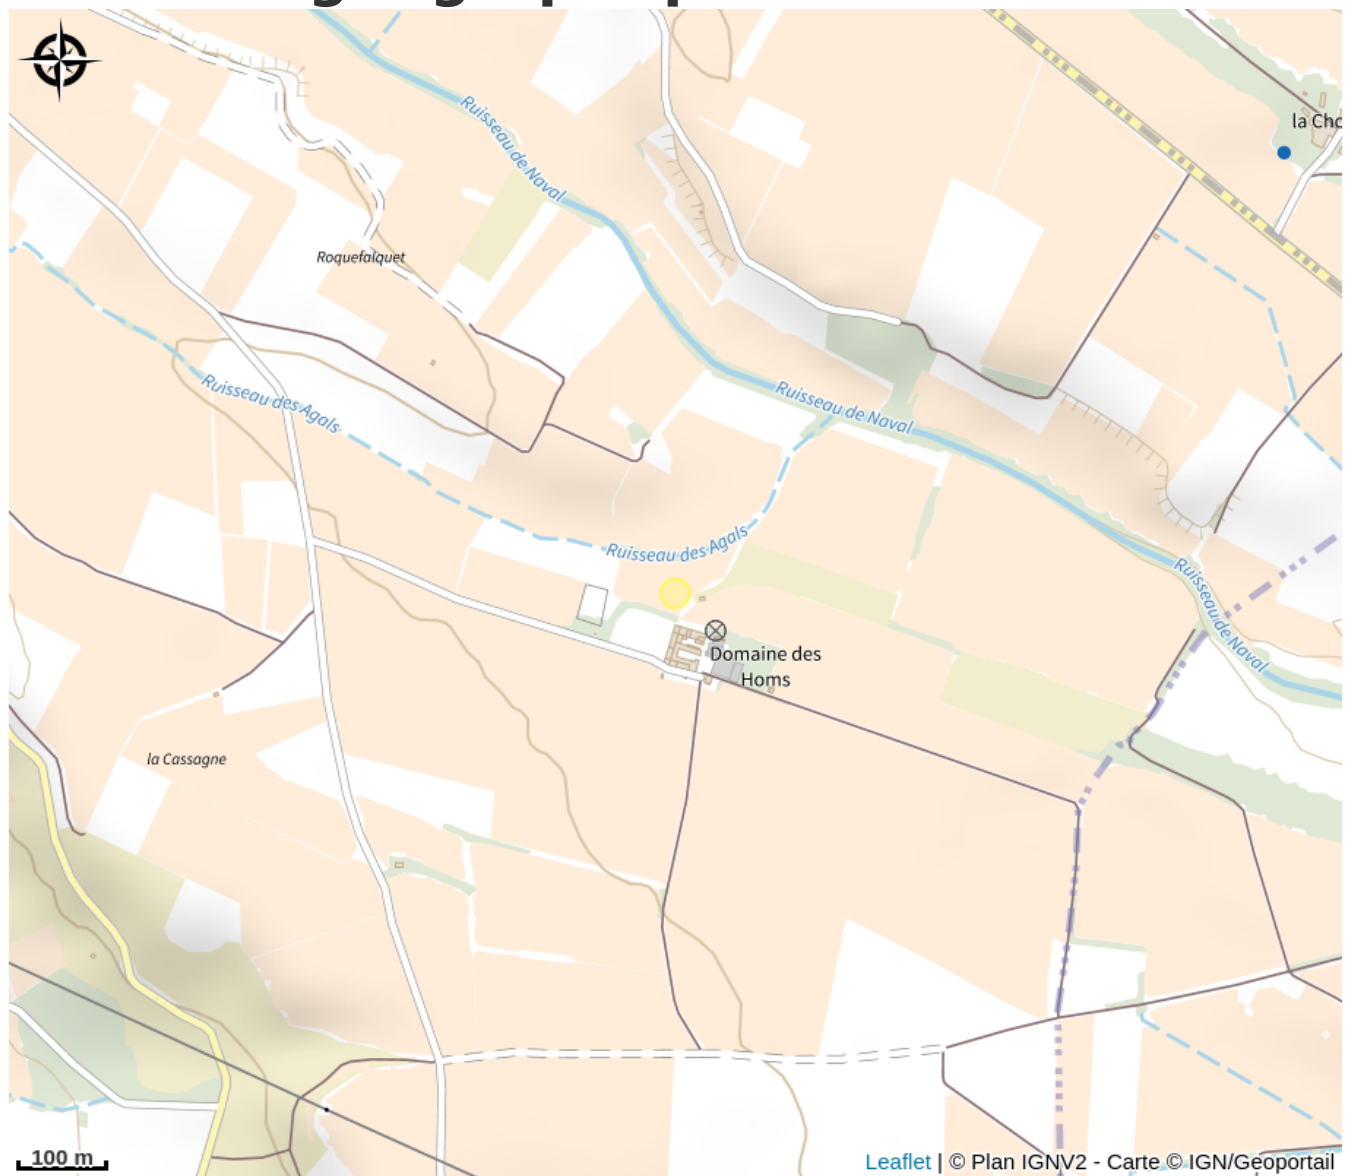 la Cho
Ruisseau de Naval
Roquefalquet
Ruisseau des Agals
Ruisseau de Naval
Ruisseau des Agals
Ruisseau de Naval
Domaine des
Homs
la Cassagne
100 m
Leaflet | © Plan IGNV2 - Carte © IGN/Geoportail